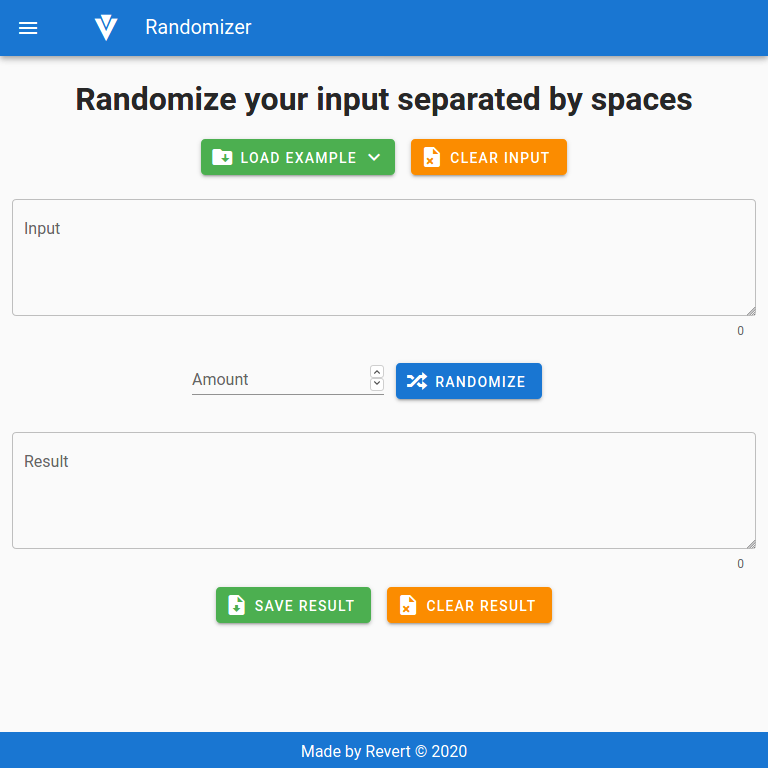 Randomizer
Randomize your input separated by spaces
LOAD EXAMPLE CLEAR INPUT
Input
0
Amount RANDOMIZE
Result
0
SAVE RESULT CLEAR RESULT
Made by Revert © 2020